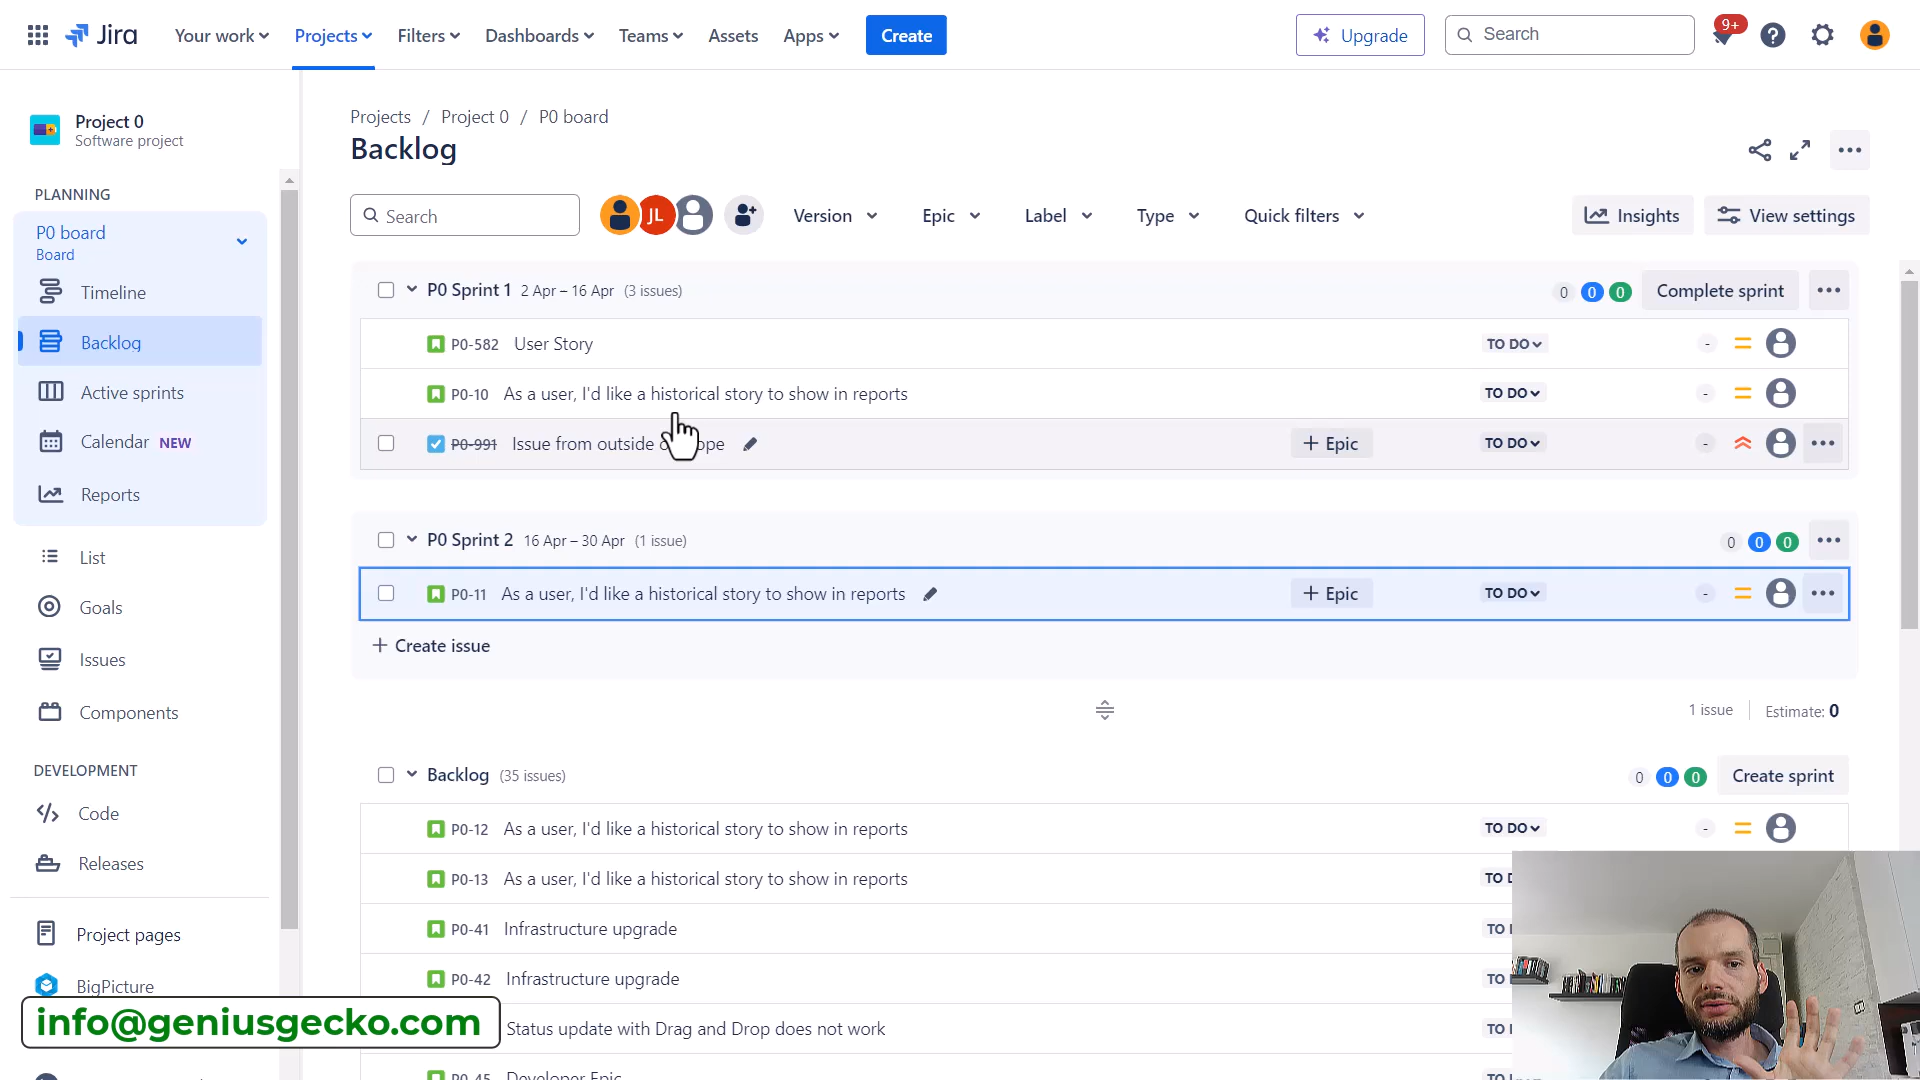 Jira
Your work
Projects
Filters
Dashboards
Teams
Assets
Apps
Create
Upgrade
Search
9+
Project 0
Software project
PLANNING
P0 board
Board
Timeline
Backlog
Active sprints
Calendar NEW
Reports
List
Goals
Issues
Components
DEVELOPMENT
Code
Releases
Project pages
BigPicture
info@geniusgecko.com
Projects / Project 0 / P0 board
Backlog
Search
JL
Version
Epic
Label
Type
Quick filters
Insights
View settings
P0 Sprint 1 2 Apr – 16 Apr (3 issues)
0 0 0 Complete sprint
P0-582 User Story TO DO -
P0-10 As a user, I'd like a historical story to show in reports TO DO -
P0-991 Issue from outside + Epic TO DO -
P0 Sprint 2 16 Apr – 30 Apr (1 issue) 0 0 0
P0-11 As a user, I'd like a historical story to show in reports + Epic TO DO -
+ Create issue
1 issue Estimate: 0
Backlog (35 issues) 0 0 0 Create sprint
P0-12 As a user, I'd like a historical story to show in reports TO DO -
P0-13 As a user, I'd like a historical story to show in reports TO
P0-41 Infrastructure upgrade TO
P0-42 Infrastructure upgrade TO
Status update with Drag and Drop does not work TO
P0-45 Developer Epic